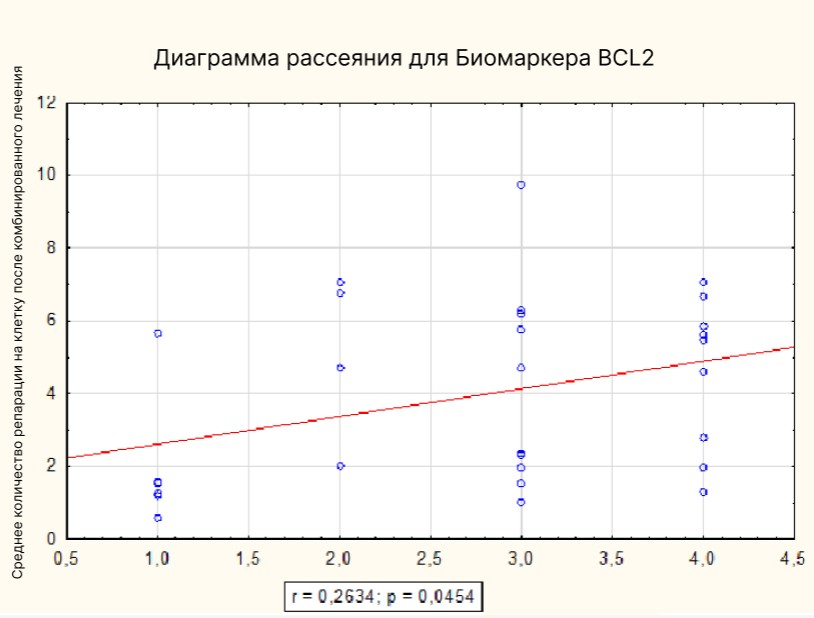 Диаграмма рассеяния для Биомаркера BCL2
Среднее количество репарации на клетку после комбинированного лечения
12
10
8
6
4
2
0
0,5 1,0 1,5 2,0 2,5 3,0 3,5 4,0 4,5
r = 0,2634; p = 0,0454